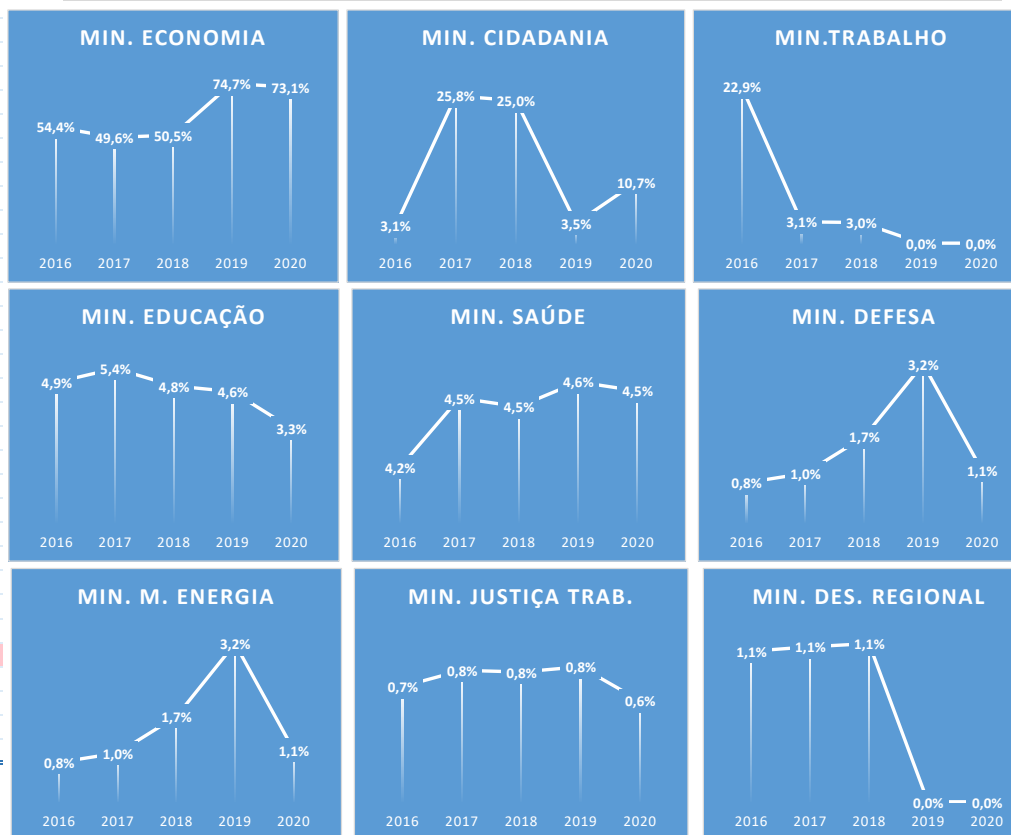 MIN. ECONOMIA
54,4%
49,6%
50,5%
74,7%
73,1%
2016 2017 2018 2019 2020
MIN. CIDADANIA
3,1%
25,8%
25,0%
3,5%
10,7%
2016 2017 2018 2019 2020
MIN.TRABALHO
22,9%
3,1%
3,0%
0,0%
0,0%
2016 2017 2018 2019 2020
MIN. EDUCAÇÃO
4,9%
5,4%
4,8%
4,6%
3,3%
2016 2017 2018 2019 2020
MIN. SAÚDE
4,2%
4,5%
4,5%
4,6%
4,5%
2016 2017 2018 2019 2020
MIN. DEFESA
0,8%
1,0%
1,7%
3,2%
1,1%
2016 2017 2018 2019 2020
MIN. M. ENERGIA
0,8%
1,0%
1,7%
3,2%
1,1%
2016 2017 2018 2019 2020
MIN. JUSTIÇA TRAB.
0,7%
0,8%
0,8%
0,8%
0,6%
2016 2017 2018 2019 2020
MIN. DES. REGIONAL
1,1%
1,1%
1,1%
0,0%
0,0%
2016 2017 2018 2019 2020